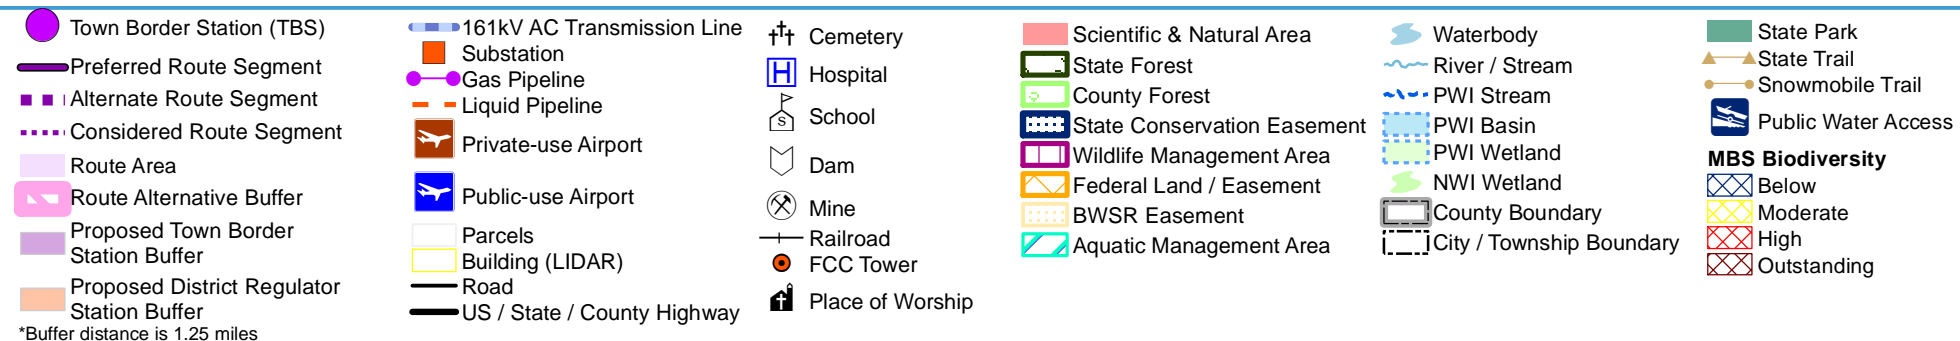 Town Border Station (TBS)
Preferred Route Segment
Alternate Route Segment
Considered Route Segment
Route Area
Route Alternative Buffer
Proposed Town Border
Station Buffer
Proposed District Regulator
Station Buffer
*Buffer distance is 1.25 miles
161kV AC Transmission Line
Substation
Gas Pipeline
Liquid Pipeline
Private-use Airport
Public-use Airport
Parcels
Building (LIDAR)
Road
US / State / County Highway
Cemetery
H Hospital
S School
Dam
Mine
Railroad
FCC Tower
Place of Worship
Scientific & Natural Area
State Forest
County Forest
State Conservation Easement
Wildlife Management Area
Federal Land / Easement
BWSR Easement
Aquatic Management Area
Waterbody
River / Stream
PWI Stream
PWI Basin
PWI Wetland
NWI Wetland
County Boundary
City / Township Boundary
State Park
State Trail
Snowmobile Trail
Public Water Access
MBS Biodiversity
Below
Moderate
High
Outstanding